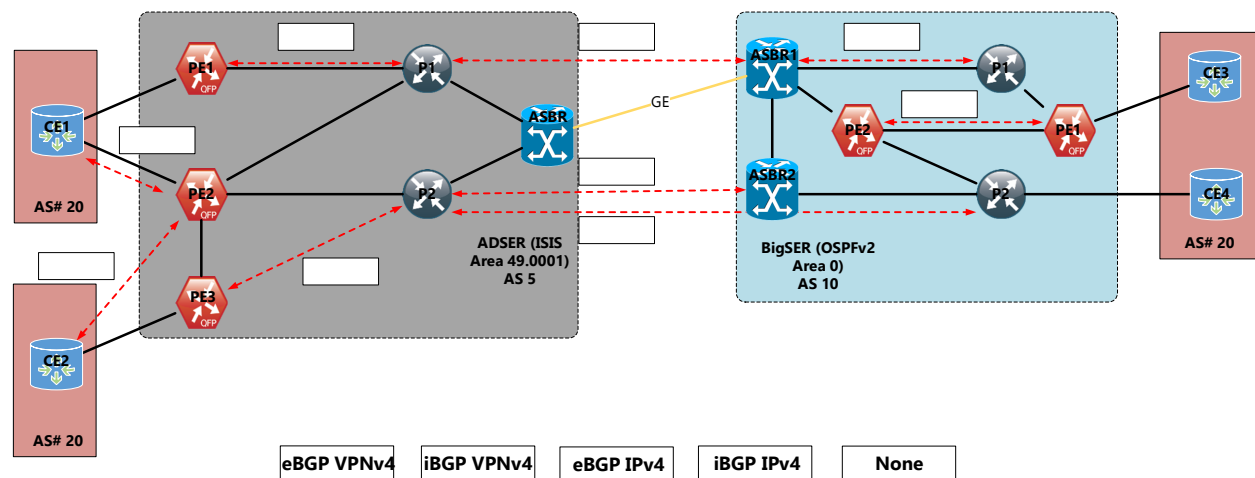 PE1
OFP
P1
ASBR1
P1
CE3
GE
CE1
ASBR
PE2
OFP
PE1
OFP
PE2
OFP
P2
ASBR2
P2
CE4
AS# 20
ADSER (ISIS
Area 49.0001)
AS 5
BigSER (OSPFv2
Area 0)
AS 10
AS# 20
PE3
OFP
CE2
AS# 20
eBGP VPNv4
iBGP VPNv4
eBGP IPv4
iBGP IPv4
None